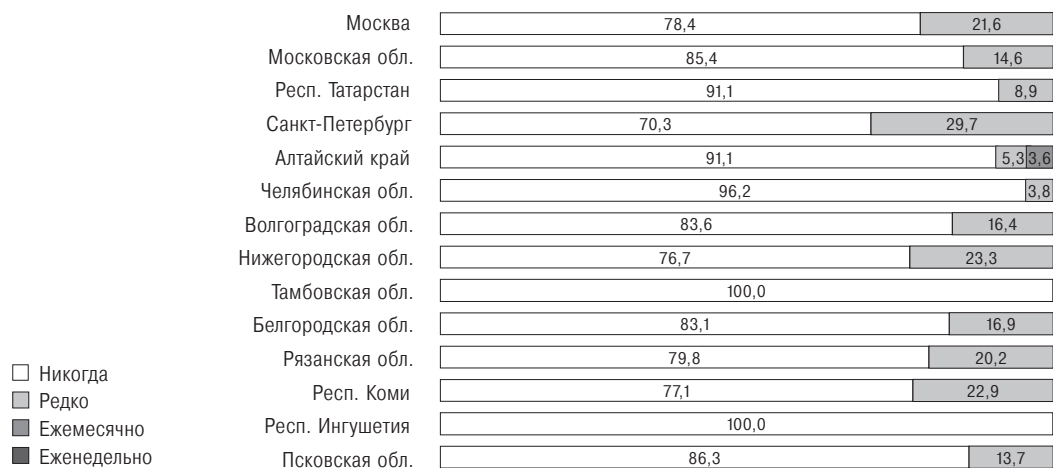 Москва 78,4 21,6
Московская обл. 85,4 14,6
Респ. Татарстан 91,1 8,9
Санкт-Петербург 70,3 29,7
Алтайский край 91,1 5,3 3,6
Челябинская обл. 96,2 3,8
Волгоградская обл. 83,6 16,4
Нижегородская обл. 76,7 23,3
Тамбовская обл. 100,0
Белгородская обл. 83,1 16,9
Рязанская обл. 79,8 20,2
Респ. Коми 77,1 22,9
Респ. Ингушетия 100,0
Псковская обл. 86,3 13,7
Никогда
Редко
Ежемесячно
Еженедельно